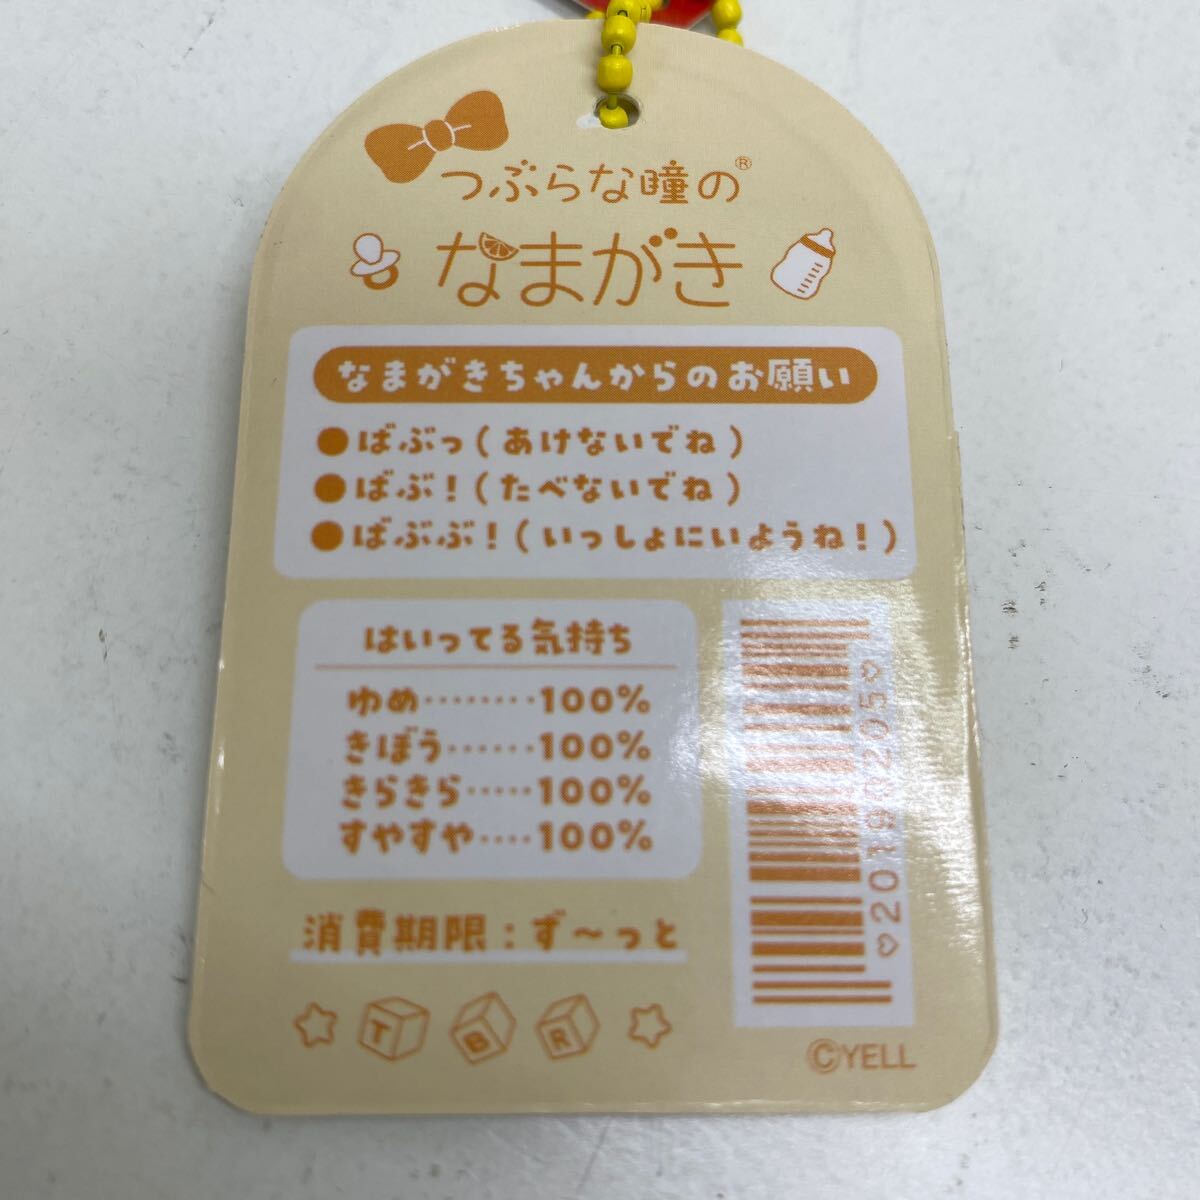 つぶらな瞳の®
なまがき
なまがきちゃんからのお願い
●ばぶっ(あけないでね)
●ばぶ!(たべないでね)
●ばぶぶ!(いっしょにいようね!)
はいってる気持ち
ゆめ………100%
きぼう……100%
きらきら……100%
すやすや……100%
消費期限:ず〜っと
T B R
♡20190205♡
©YELL